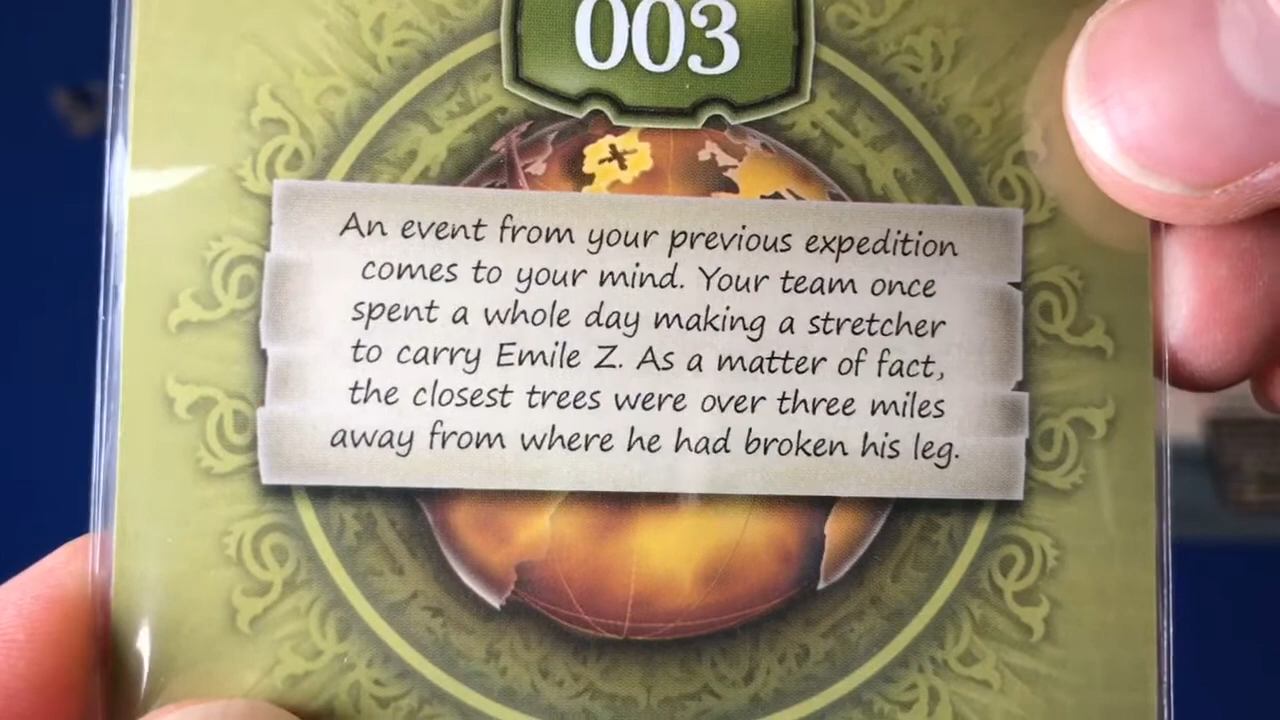 003
An event from your previous expedition
comes to your mind. Your team once
spent a whole day making a stretcher
to carry Emile Z. As a matter of fact,
the closest trees were over three miles
away from where he had broken his leg.